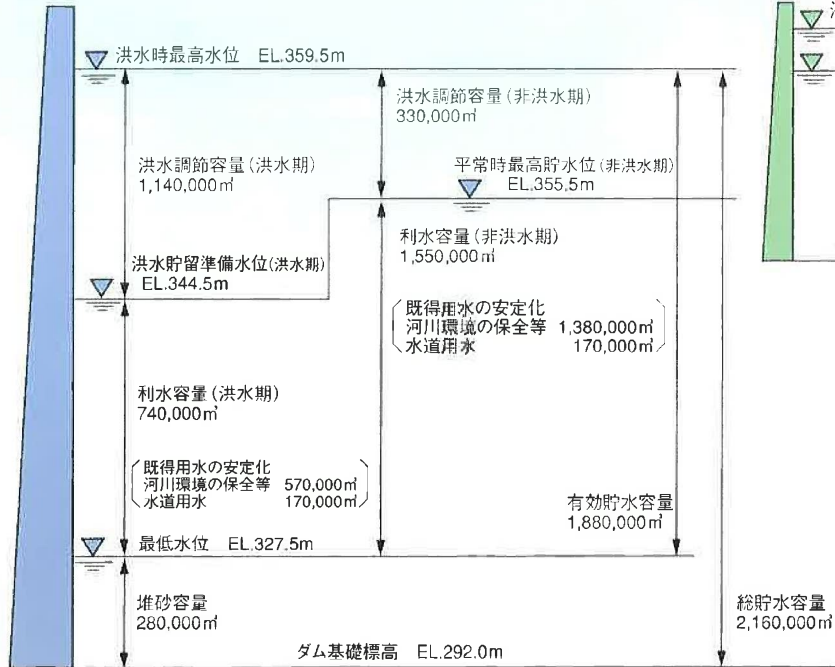 洪水時最高水位 EL.359.5m
洪水調節容量(非洪水期)
330,000㎥
洪水調節容量(洪水期)
1,140,000㎥
平常時最高貯水位(非洪水期)
EL.355.5m
利水容量(非洪水期)
1,550,000㎥
洪水貯留準備水位(洪水期)
EL.344.5m
既得用水の安定化
河川環境の保全等 1,380,000㎥
水道用水 170,000㎥
利水容量(洪水期)
740,000㎥
既得用水の安定化
河川環境の保全等 570,000㎥
水道用水 170,000㎥
有効貯水容量
1,880,000㎥
最低水位 EL.327.5m
堆砂容量
280,000㎥
総貯水容量
2,160,000㎥
ダム基礎標高 EL.292.0m